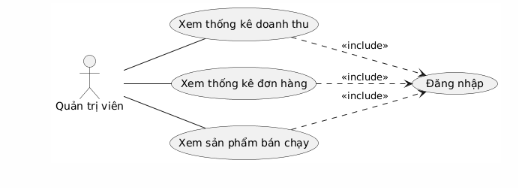 Xem thống kê doanh thu
«include»
Quản trị viên
Xem thống kê đơn hàng
«include»
Đăng nhập
«include»
Xem sản phẩm bán chạy